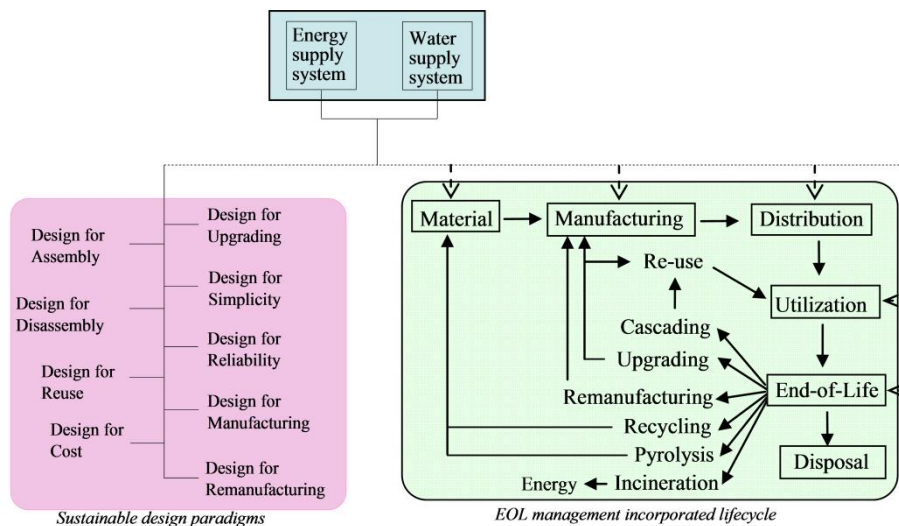 Energy
supply
system
Water
supply
system
Design for
Upgrading
Design for
Assembly
Design for
Simplicity
Design for
Disassembly
Design for
Reliability
Design for
Reuse
Design for
Manufacturing
Design for
Cost
Design for
Remanufacturing
Sustainable design paradigms
Material
Manufacturing
Distribution
Re-use
Utilization
Cascading
Upgrading
End-of-Life
Remanufacturing
Recycling
Pyrolysis
Disposal
Energy
Incineration
EOL management incorporated lifecycle